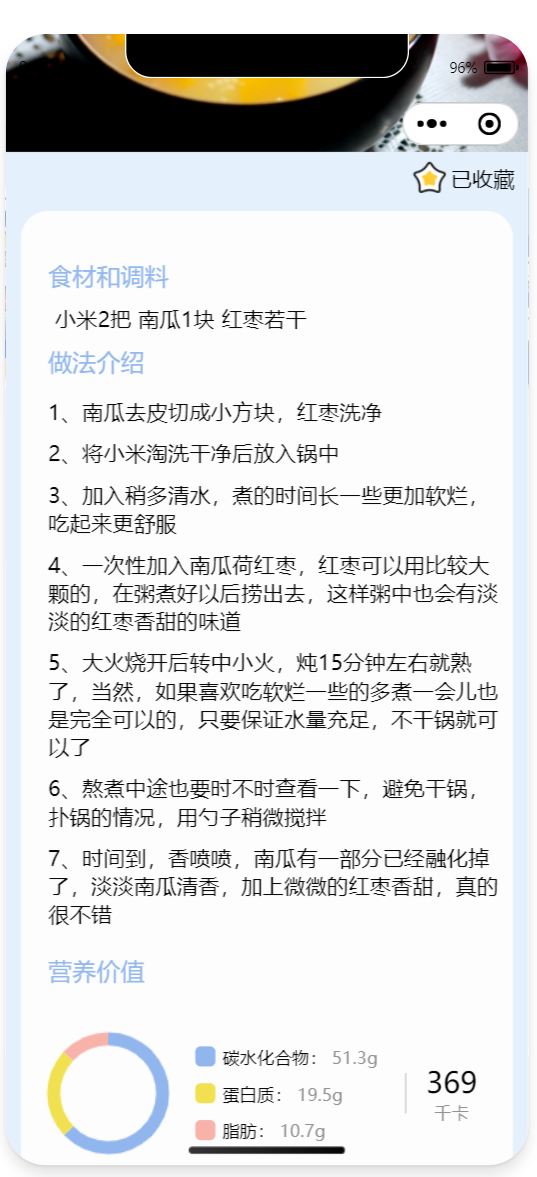 96%
已收藏
食材和调料
小米2把 南瓜1块 红枣若干
做法介绍
1、南瓜去皮切成小方块，红枣洗净
2、将小米淘洗干净后放入锅中
3、加入稍多清水，煮的时间长一些更加软烂，
吃起来更舒服
4、一次性加入南瓜荷红枣，红枣可以用比较大
颗的，在粥煮好以后捞出去，这样粥中也会有淡
淡的红枣香甜的味道
5、大火烧开后转中小火，炖15分钟左右就熟
了，当然，如果喜欢吃软烂一些的多煮一会儿也
是完全可以的，只要保证水量充足，不干锅就可
以了
6、熬煮中途也要时不时查看一下，避免干锅，
扑锅的情况，用勺子稍微搅拌
7、时间到，香喷喷，南瓜有一部分已经融化掉
了，淡淡南瓜清香，加上微微的红枣香甜，真的
很不错
营养价值
碳水化合物： 51.3g
蛋白质： 19.5g
脂肪： 10.7g
369
千卡